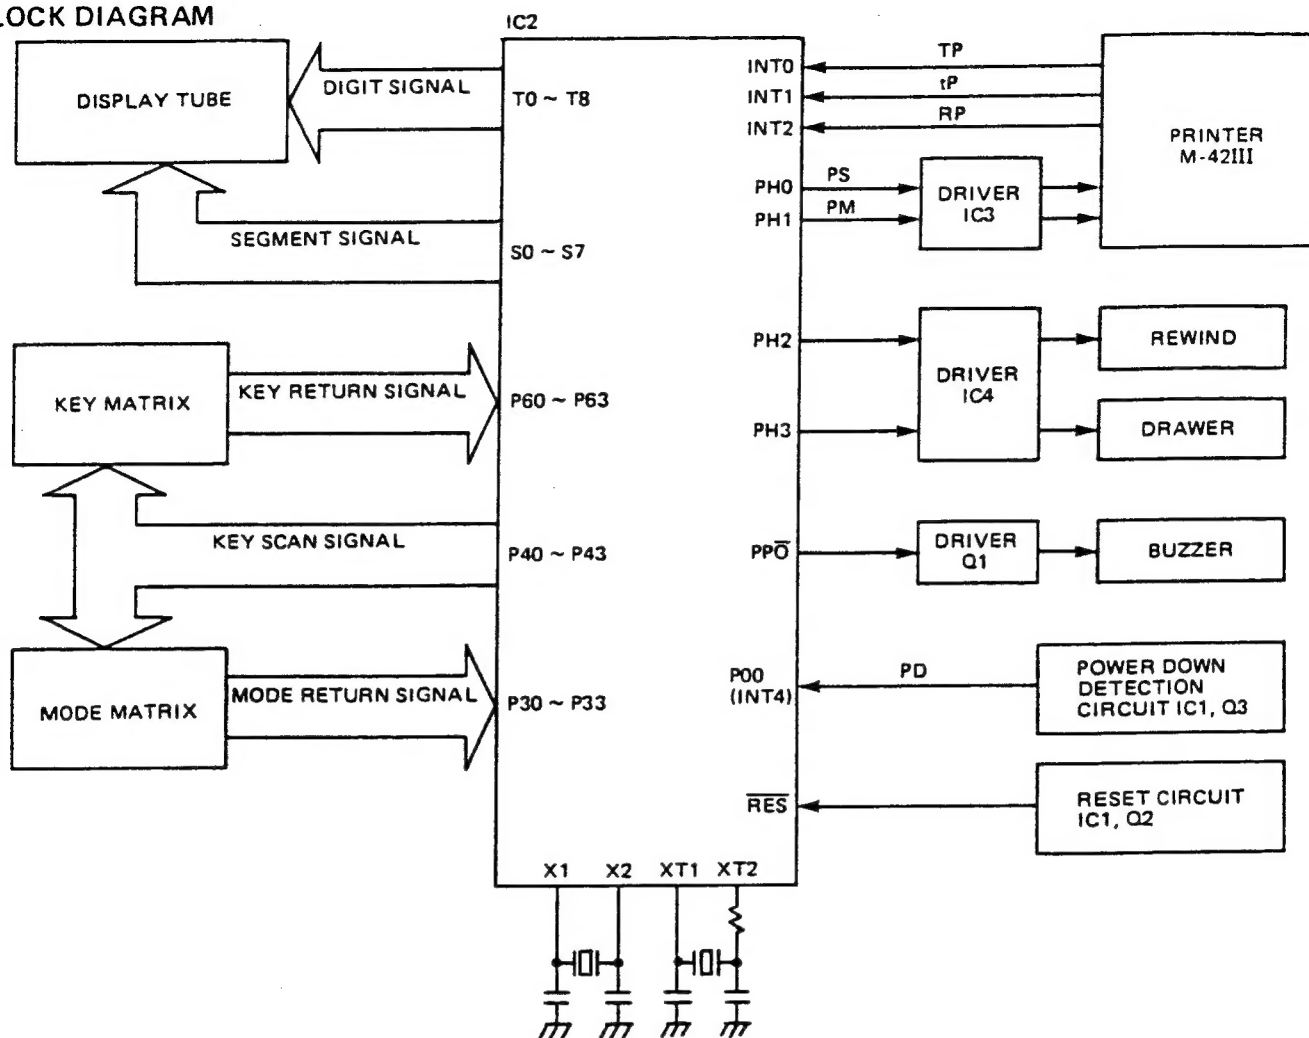 LOCK DIAGRAM
IC2
DISPLAY TUBE
DIGIT SIGNAL
T0 ~ T8
SEGMENT SIGNAL
S0 ~ S7
KEY MATRIX
KEY RETURN SIGNAL
P60 ~ P63
KEY SCAN SIGNAL
P40 ~ P43
MODE MATRIX
MODE RETURN SIGNAL
P30 ~ P33
X1 X2 XT1 XT2
INT0 TP
INT1 tP
INT2 RP
PRINTER
M-42III
PH0 PS
PH1 PM
DRIVER
IC3
PH2
PH3
DRIVER
IC4
REWIND
DRAWER
PPO̅
DRIVER
Q1
BUZZER
P00
(INT4)
PD
POWER DOWN
DETECTION
CIRCUIT IC1, Q3
R̅E̅S̅
RESET CIRCUIT
IC1, Q2